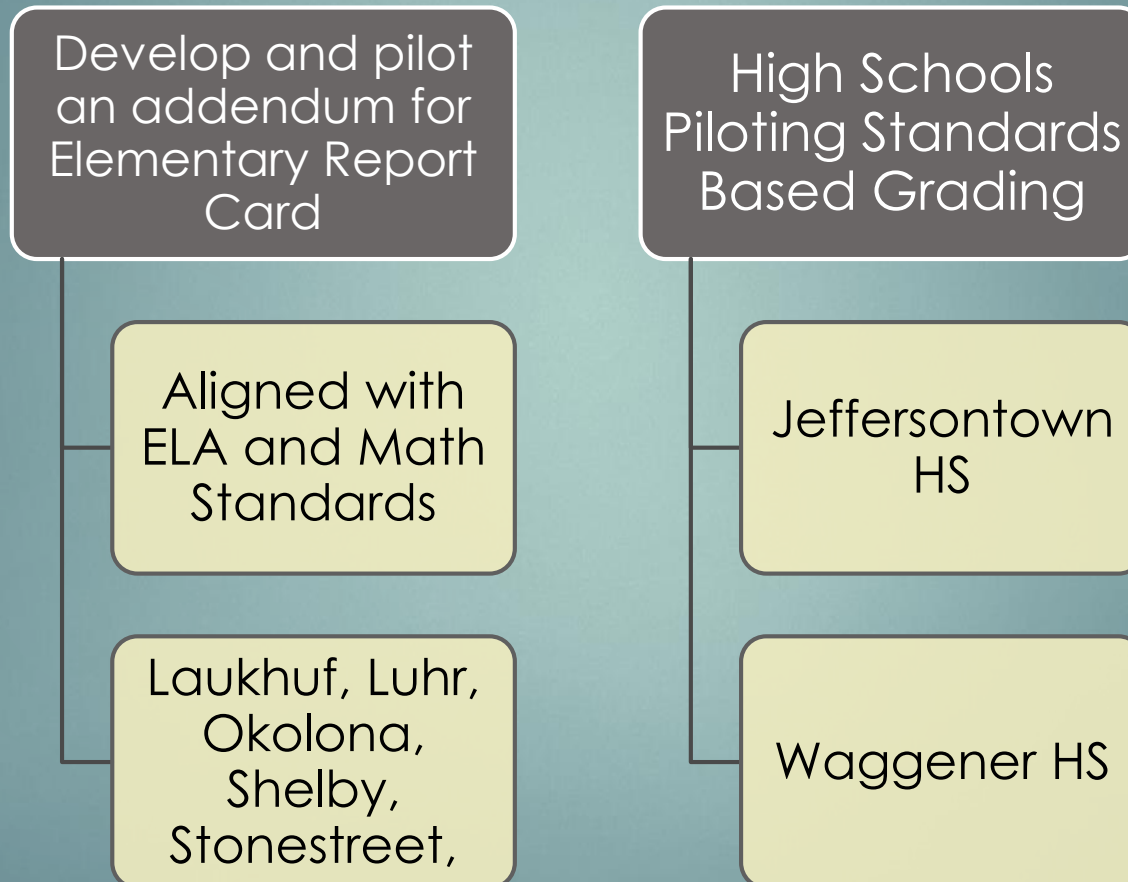 Develop and pilot
an addendum for
Elementary Report
Card
Aligned with
ELA and Math
Standards
Laukhuf, Luhr,
Okolona,
Shelby,
Stonestreet,
High Schools
Piloting Standards
Based Grading
Jeffersontown
HS
Waggener HS